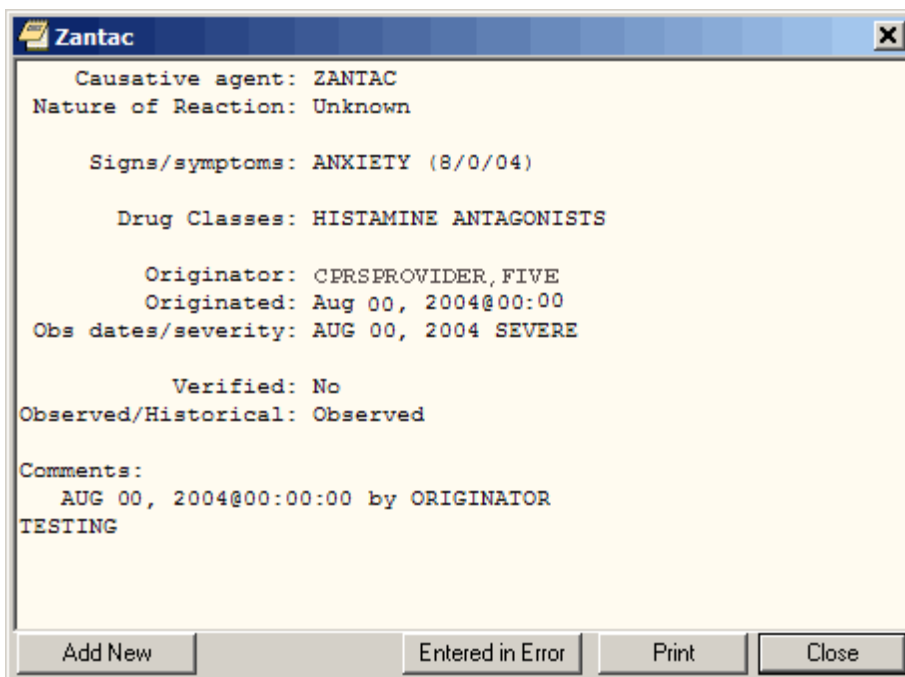 Zantac
Causative agent: ZANTAC
Nature of Reaction: Unknown
Signs/symptoms: ANXIETY (8/0/04)
Drug Classes: HISTAMINE ANTAGONISTS
Originator: CPRSPROVIDER,FIVE
Originated: Aug 00, 2004@00:00
Obs dates/severity: AUG 00, 2004 SEVERE
Verified: No
Observed/Historical: Observed
Comments:
AUG 00, 2004@00:00:00 by ORIGINATOR
TESTING
Add New Entered in Error Print Close